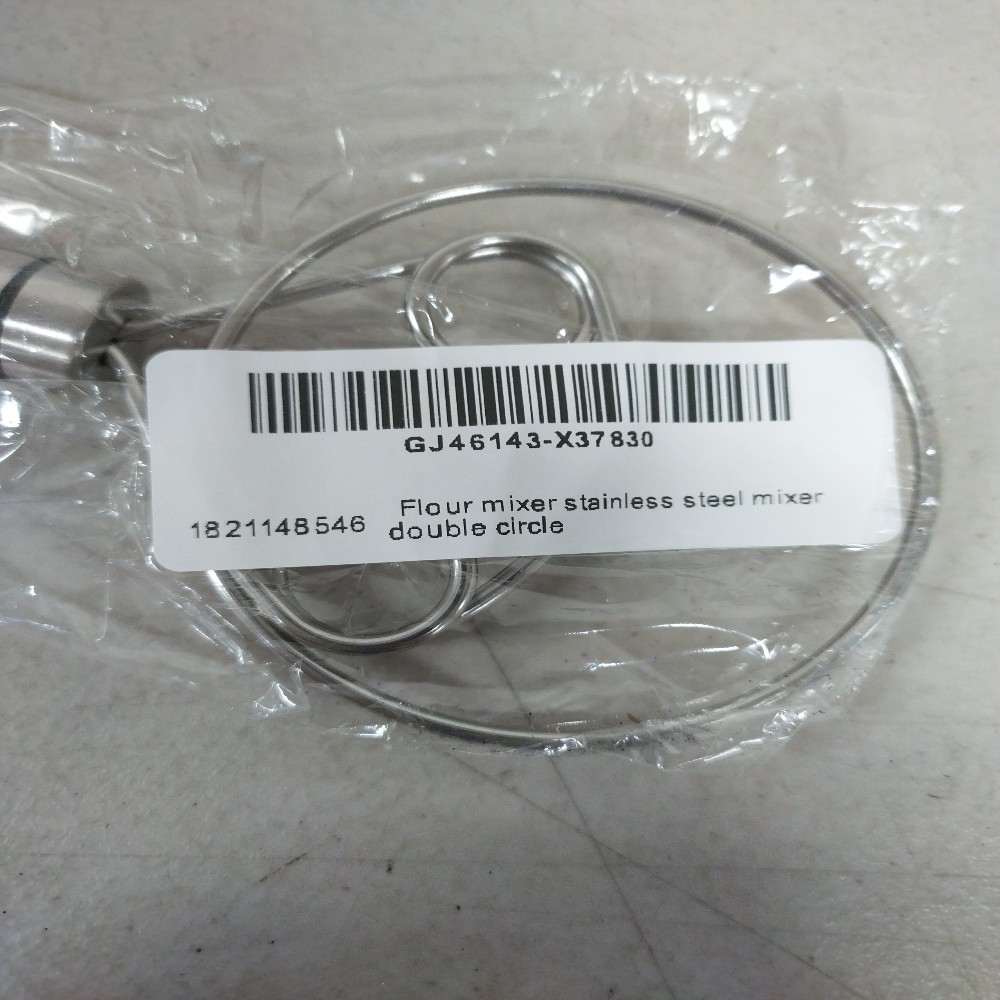 GJ46143-X37830
Flour mixer stainless steel mixer
1821148546 double circle